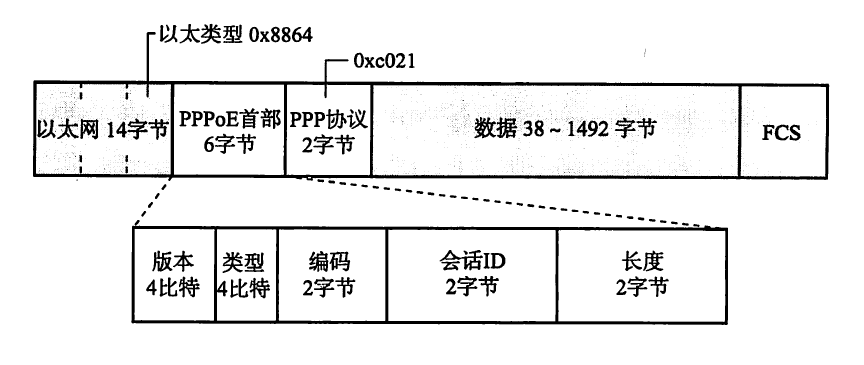 以太类型 0x8864
0xc021
以太网 14字节
PPPoE首部
6字节
PPP协议
2字节
数据 38~1492 字节
FCS
版本
4比特
类型
4比特
编码
2字节
会话ID
2字节
长度
2字节